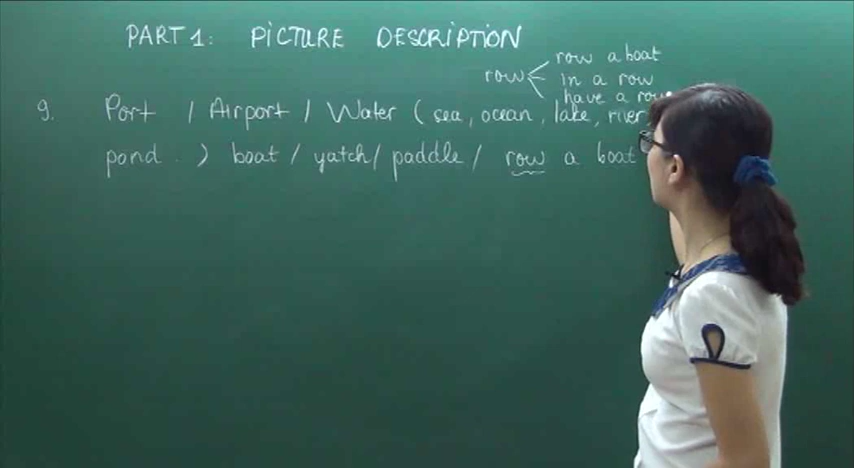 PART 1: PICTURE DESCRIPTION
row a boat
row in a row
have a row
9. Port / Airport / Water (sea, ocean, lake, river,
pond . ) boat / yatch / paddle / row a boat